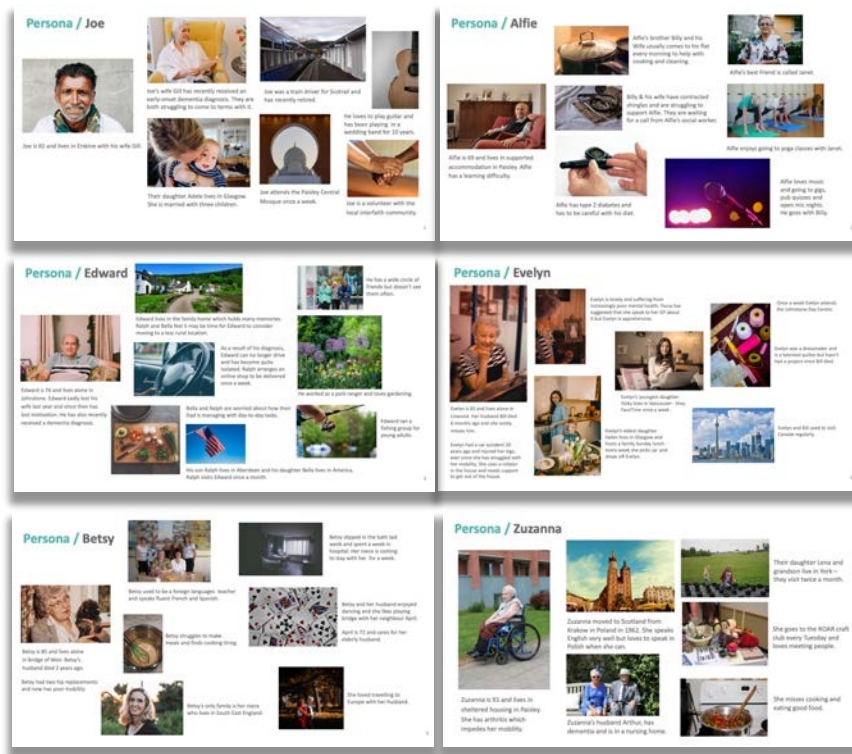 Persona / Joe
Joe is 65 and lives in Erskine with his wife Gill.
Joe's wife Gill has recently received an
early-onset dementia diagnosis. They are
both struggling to come to terms with it.
Joe was a train driver for Scotrail and
has recently retired.
He loves to play guitar and
has been playing in a
wedding band for 10 years.
Their daughter Adele lives in Glasgow.
She is married with three children.
Joe attends the Paisley Central
Mosque once a week.
Joe is a volunteer with the
local interfaith community.
Persona / Alfie
Alfie is 69 and lives in supported
accommodation in Paisley. Alfie
has a learning difficulty.
Alfie's brother Billy and his
Wife usually comes to his flat
every morning to help with
cooking and cleaning.
Alfie's best friend is called Janet.
Billy & his wife have contracted
shingles and are struggling to
support Alfie. They are waiting
for a call from Alfie's social worker
Alfie enjoys going to yoga classes with Janet.
Alfie has type 2 diabetes and
has to be careful with his diet.
Alfie loves music
and going to gigs,
pub quizzes and
open mic nights.
He goes with Billy.
Persona / Edward
Edward is 74 and lives alone in
Johnstone. Edward sadly lost his
wife last year and since then has
lost motivation. He has also recently
received a dementia diagnosis.
Edward lives in the family home which holds many memories.
Ralph and Bella feel it may be time for Edward to consider
moving to a less rural location.
He has a wide circle of
friends but doesn't see
them often.
As a result of his diagnosis,
Edward can no longer drive
and has become quite
isolated. Ralph arranges an
online shop to be delivered
once a week.
He worked as a park ranger and loves gardening.
Bella and Ralph are worried about how their
dad is managing with day-to-day tasks.
Edward ran a
fishing group for
young adults.
His son Ralph lives in Aberdeen and his daughter Bella lives in America.
Ralph visits Edward once a month.
Persona / Evelyn
Evelyn is 81 and lives alone in
Linwood. Her husband Bill died
6 months ago and she sorely
misses him.
Evelyn had a car accident 20
years ago and injured her legs,
ever since she has struggled with
her mobility. She uses a rollator
in the house and needs support
to get out of the house.
Evelyn is lonely and suffering from
increasingly poor mental health. Fiona has
suggested that she speak to her GP about
it but Evelyn is apprehensive.
Once a week Evelyn attends
the Johnstone Day Centre.
Evelyn was a dressmaker and
is a talented quilter but hasn't
had a project since Bill died.
Evelyn's youngest daughter
lives in Vancouver - they
FaceTime once a week.
Evelyn's eldest daughter
Helen lives in Glasgow and
hosts a family Sunday lunch
every week she picks up and
drops off Evelyn.
Evelyn and Bill used to visit
Canada regularly.
Persona / Betsy
Betsy is 85 and lives alone
in Bridge of Weir. Betsy's
husband died 2 years ago.
Betsy had two hip replacements
and now has poor mobility
Betsy used to be a foreign languages teacher
and speaks fluent French and Spanish.
Betsy slipped in the bath last
week and spent a week in
hospital. Her niece is coming
to stay with her for a week.
Betsy struggles to make
meals and finds cooking tiring.
Betsy and her husband enjoyed
dancing and she likes playing
bridge with her neighbour April.
April is 71 and cares for her
elderly husband.
Betsy's only family is her niece
who lives in South East England.
She loved travelling to
Europe with her husband.
Persona / Zuzanna
Zuzanna is 91 and lives in
sheltered housing in Paisley.
She has arthritis which
impedes her mobility.
Zuzanna moved to Scotland from
Krakow in Poland in 1962. She speaks
English very well but loves to speak in
Polish when she can.
Their daughter Lena and
grandson live in York –
they visit twice a month.
She goes to the ROAR craft
club every Tuesday and
loves meeting people.
Zuzanna's husband Arthur, has
dementia and is in a nursing home.
She misses cooking and
eating good food.